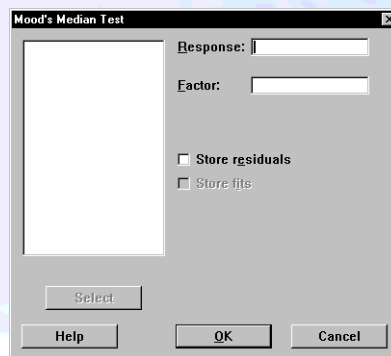 Mood's Median Test
Response:
Factor:
Store residuals
Store fits
Select
Help
OK
Cancel